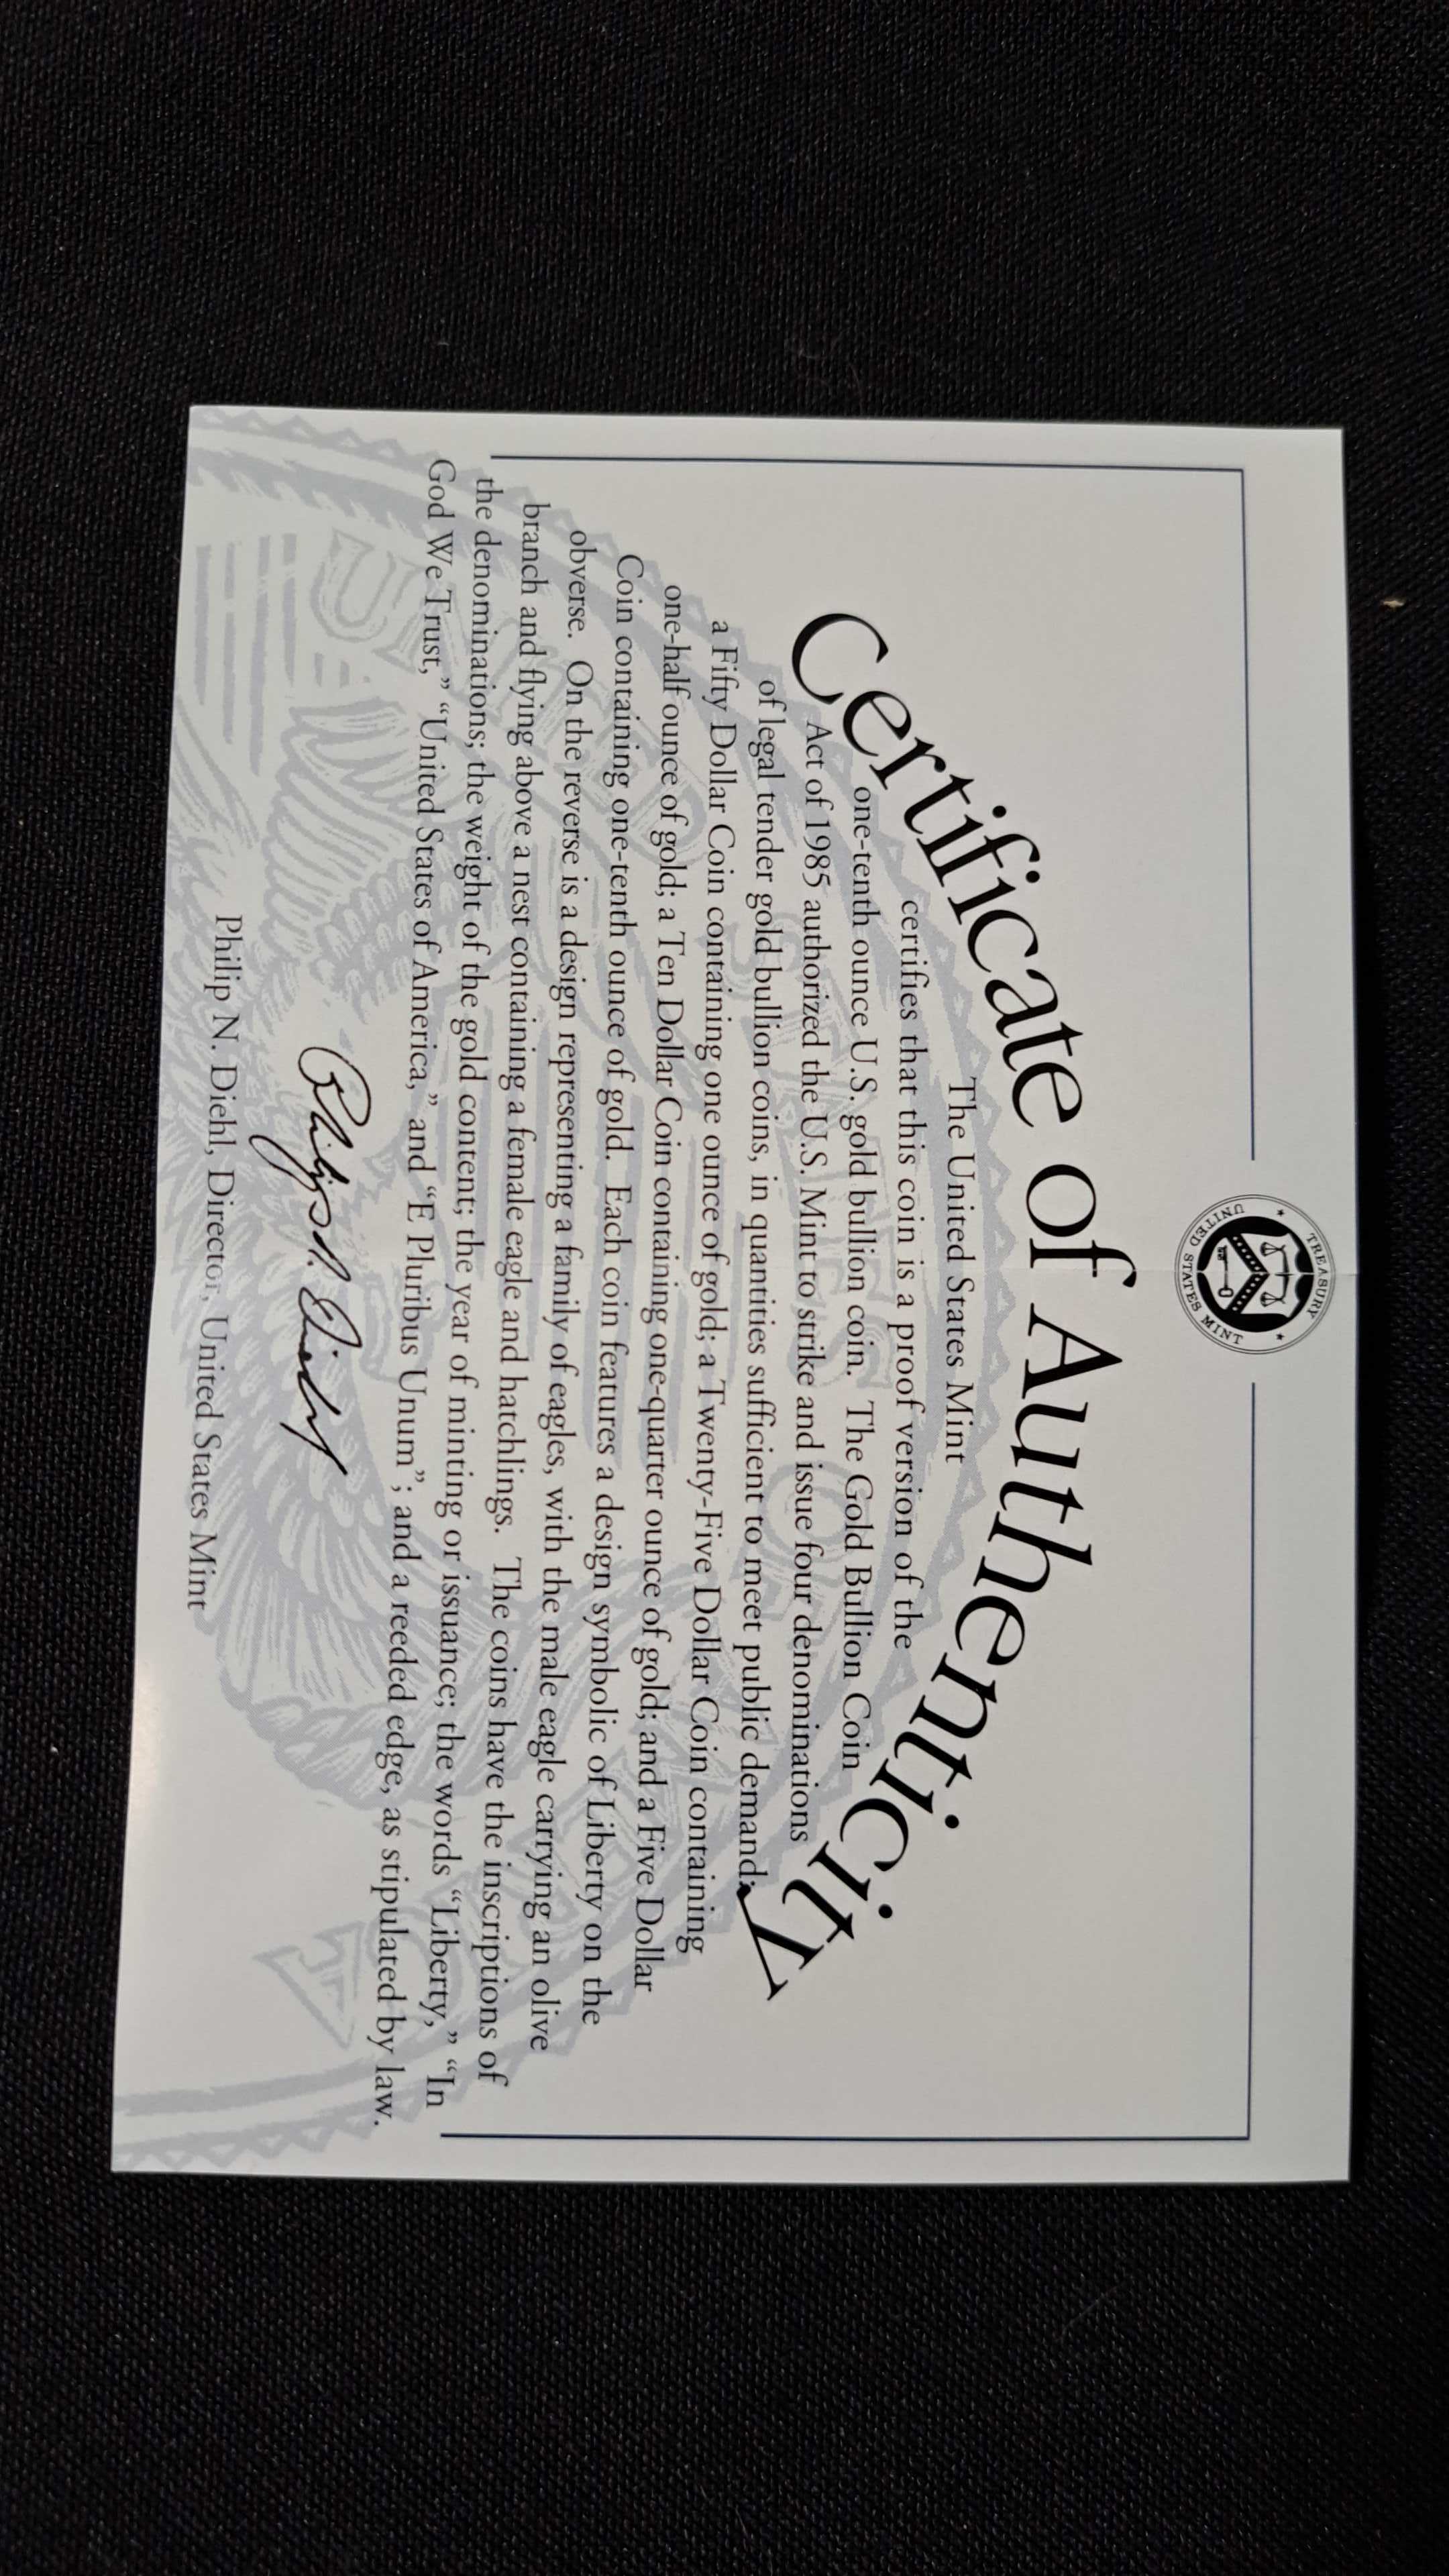 TREASURY
UNITED STATES MINT
Certificate of Authenticity
The United States Mint
certifies that this coin is a proof version of the
one-tenth ounce U.S. gold bullion coin.  The Gold Bullion Coin
Act of 1985 authorized the U.S. Mint to strike and issue four denominations
of legal tender gold bullion coins, in quantities sufficient to meet public demand:
a Fifty Dollar Coin containing one ounce of gold; a Twenty-Five Dollar Coin containing
one-half ounce of gold; a Ten Dollar Coin containing one-quarter ounce of gold; and a Five Dollar
Coin containing one-tenth ounce of gold.  Each coin features a design symbolic of Liberty on the
obverse.  On the reverse is a design representing a family of eagles, with the male eagle carrying an olive
branch and flying above a nest containing a female eagle and hatchlings.  The coins have the inscriptions of
the denominations; the weight of the gold content; the year of minting or issuance; the words “Liberty,” “In
God We Trust,” “United States of America,” and “E Pluribus Unum”; and a reeded edge, as stipulated by law.
Philip N. Diehl
Philip N. Diehl, Director, United States Mint